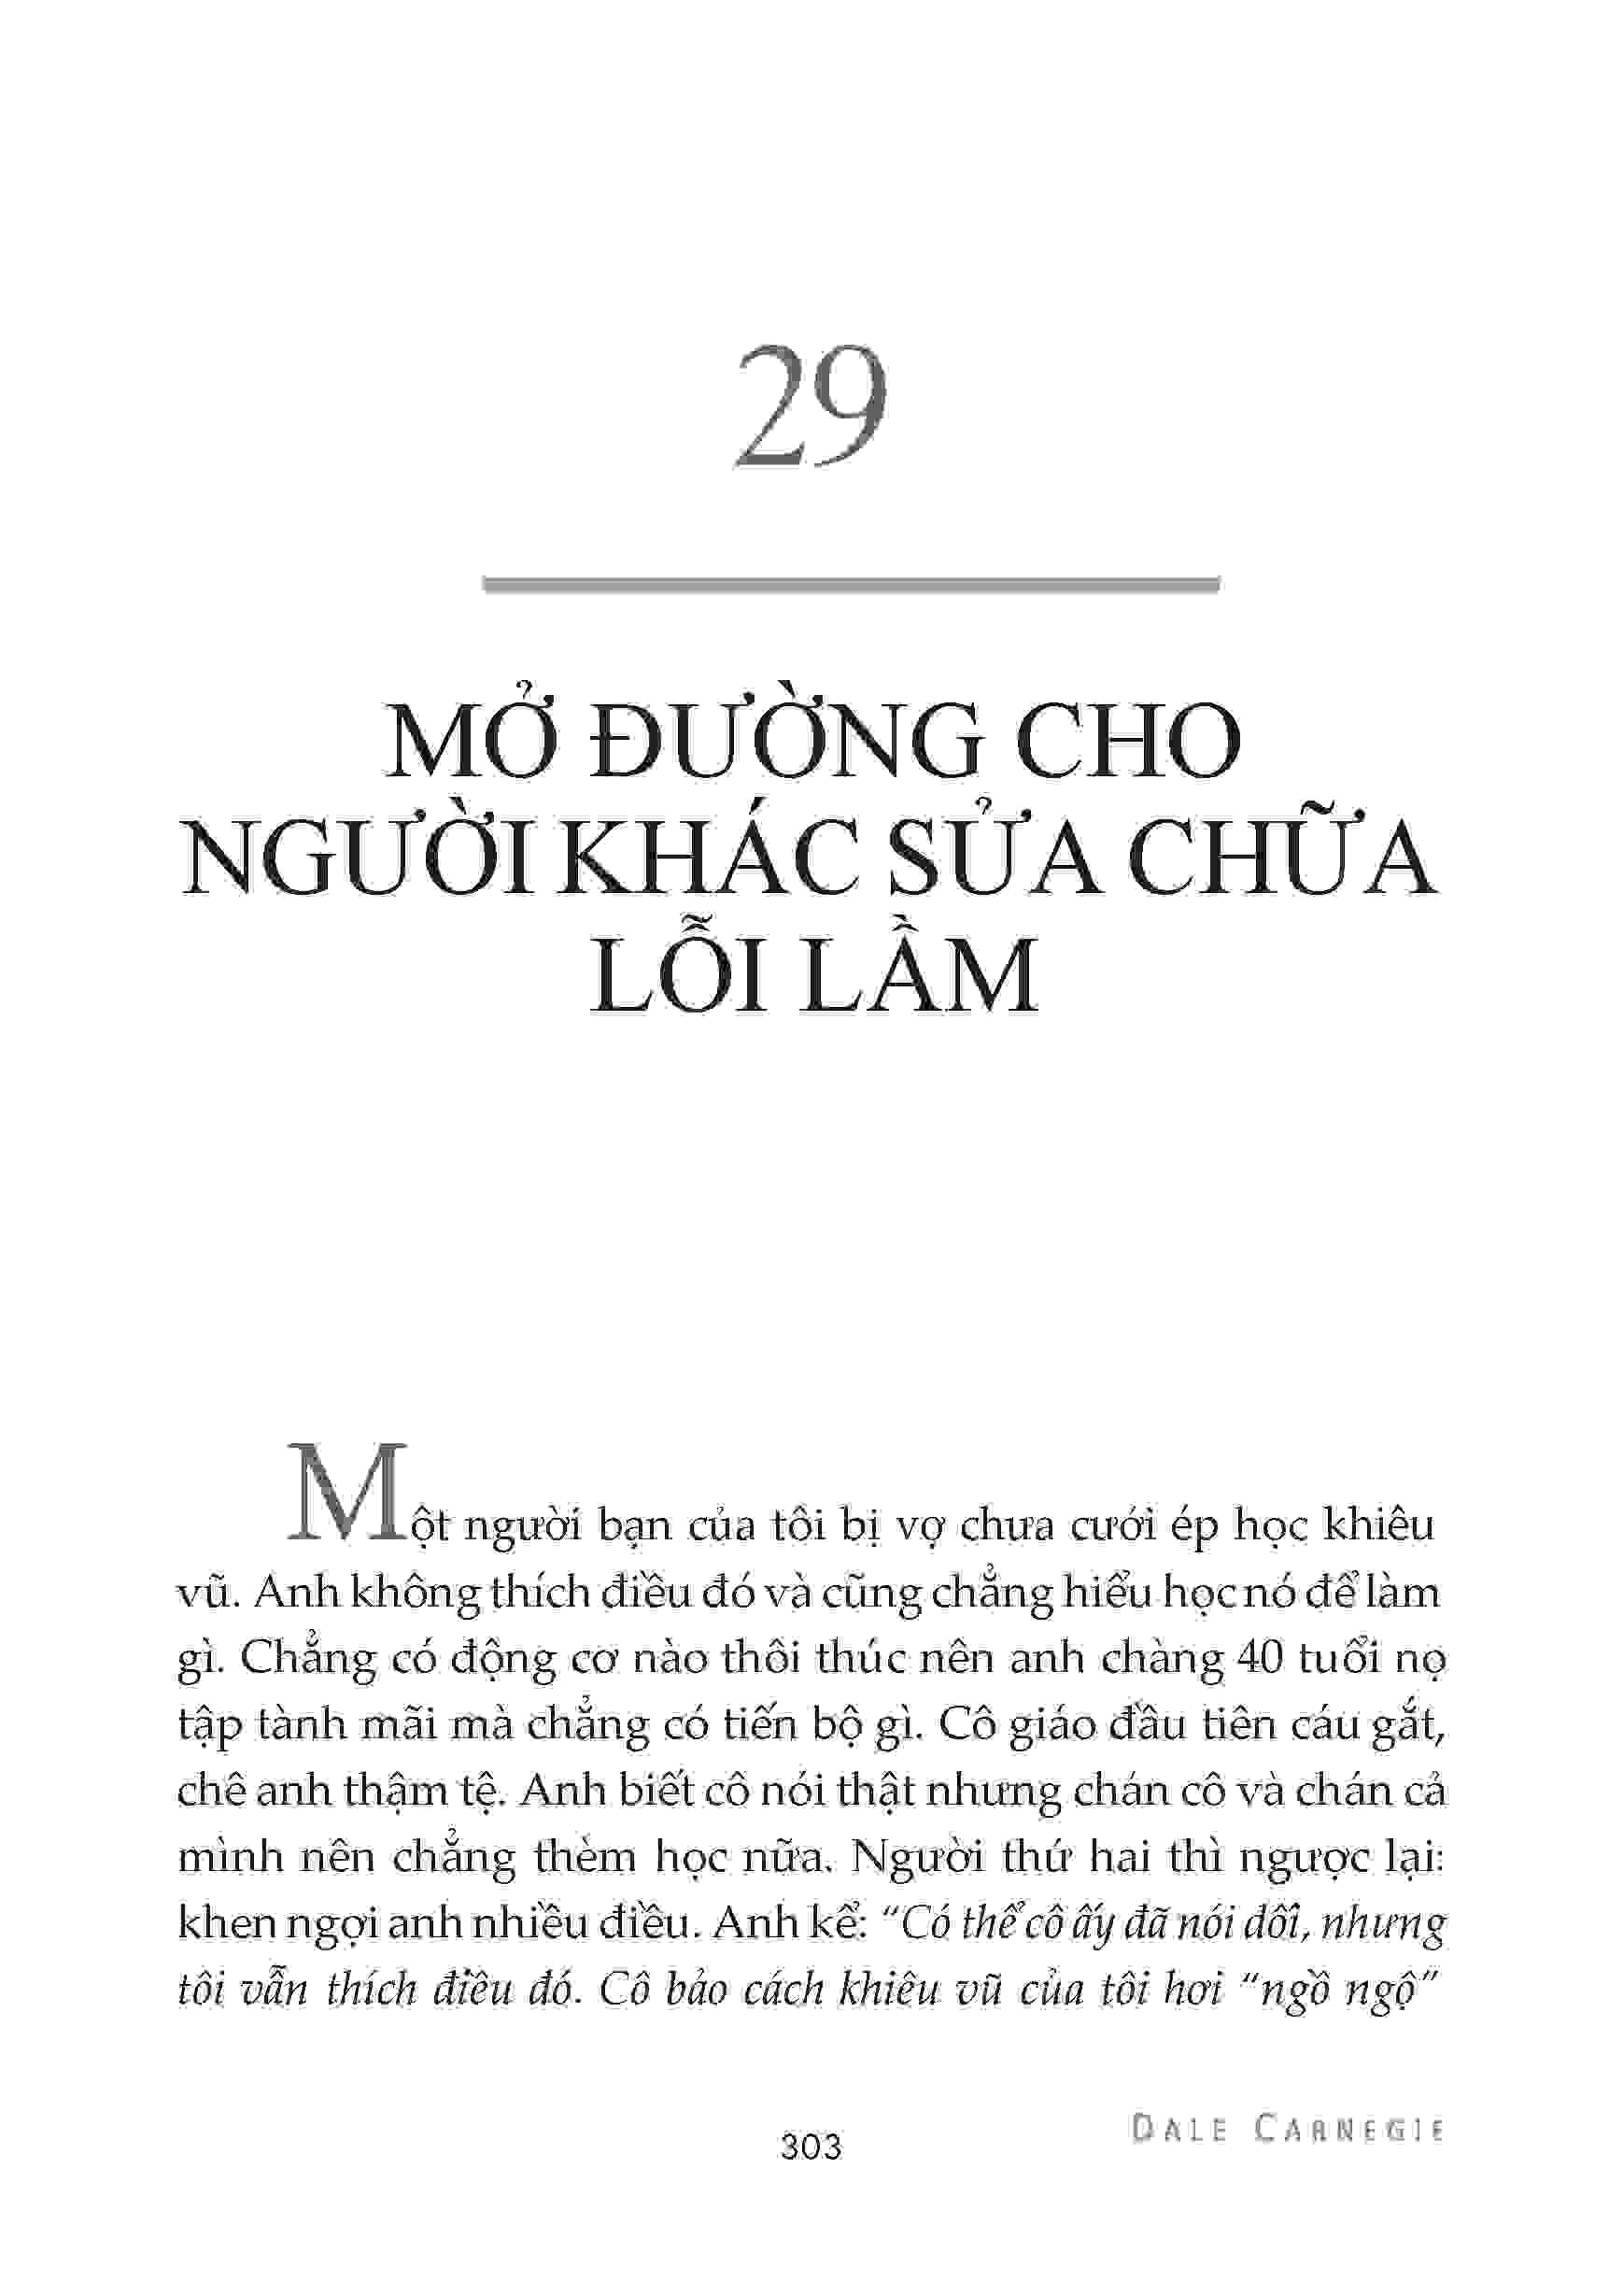 29
MỞ ĐƯỜNG CHO
NGƯỜI KHÁC SỬA CHỮA
LỖI LẦM
Một người bạn của tôi bị vợ chưa cưới ép học khiêu
vũ. Anh không thích điều đó và cũng chẳng hiểu học nó để làm
gì. Chẳng có động cơ nào thôi thúc nên anh chàng 40 tuổi nọ
tập tành mãi mà chẳng có tiến bộ gì. Cô giáo đầu tiên cáu gắt,
chê anh thậm tệ. Anh biết cô nói thật nhưng chán cô và chán cả
mình nên chẳng thèm học nữa. Người thứ hai thì ngược lại:
khen ngợi anh nhiều điều. Anh kể: “Có thể cô ấy đã nói dối, nhưng
tôi vẫn thích điều đó. Cô bảo cách khiêu vũ của tôi hơi “ngồ ngộ”
DALE CARNEGIE
303